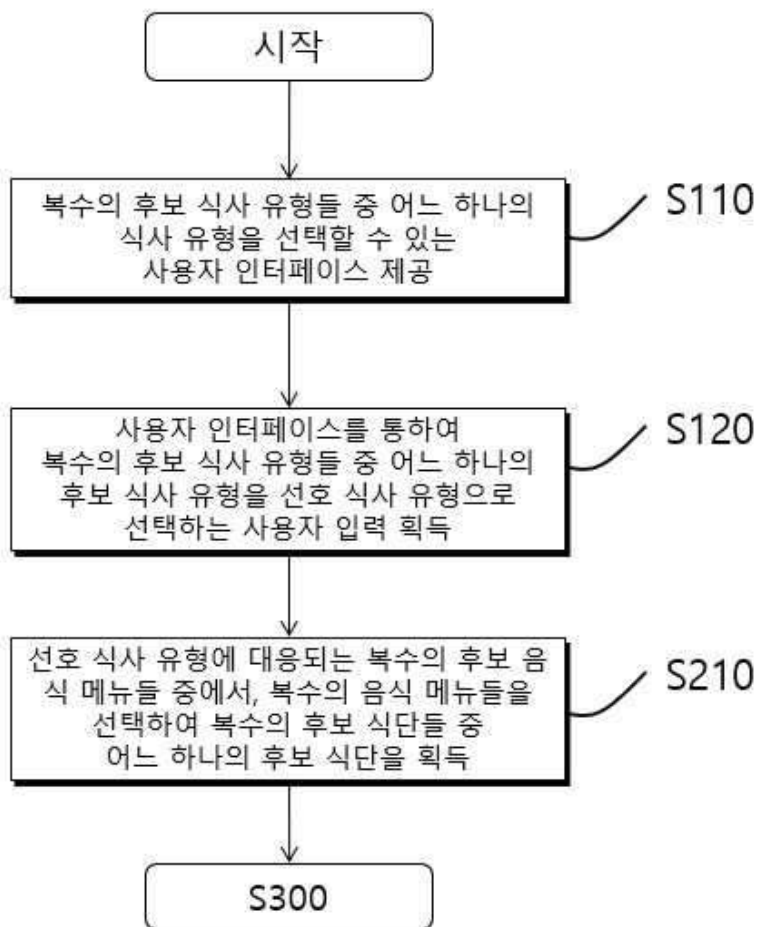 시작
복수의 후보 식사 유형들 중 어느 하나의
식사 유형을 선택할 수 있는
사용자 인터페이스 제공
S110
사용자 인터페이스를 통하여
복수의 후보 식사 유형들 중 어느 하나의
후보 식사 유형을 선호 식사 유형으로
선택하는 사용자 입력 획득
S120
선호 식사 유형에 대응되는 복수의 후보 음
식 메뉴들 중에서, 복수의 음식 메뉴들을
선택하여 복수의 후보 식단들 중
어느 하나의 후보 식단을 획득
S210
S300